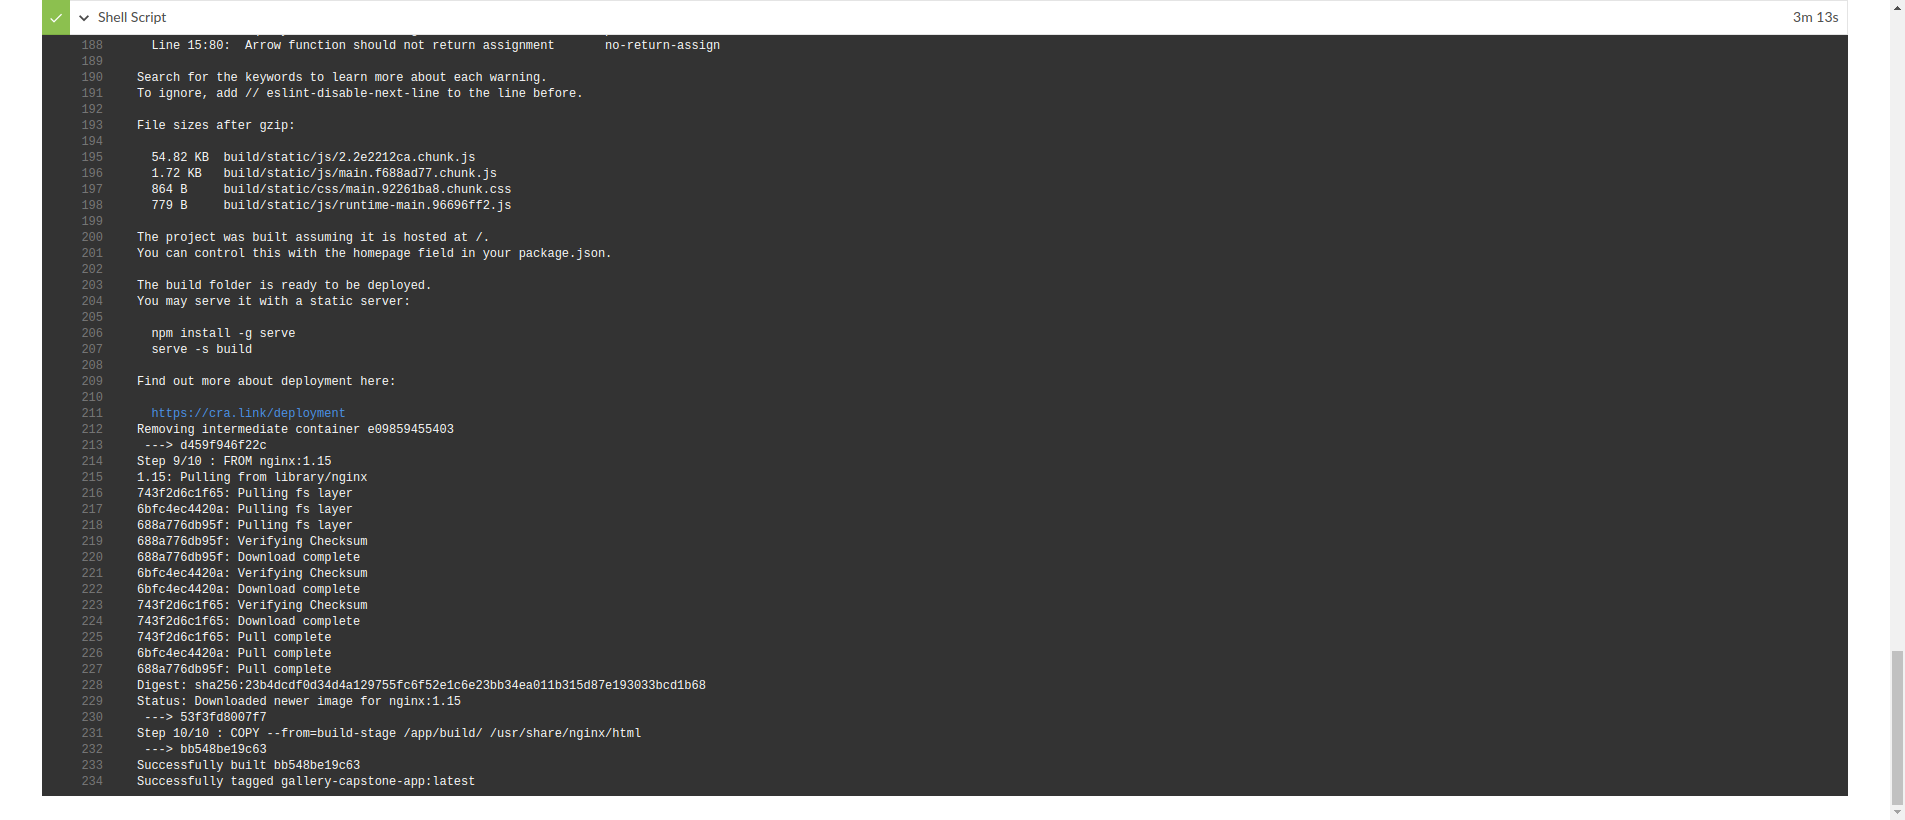 Shell Script 3m 13s
188 Line 15:80: Arrow function should not return assignment no-return-assign
189
190 Search for the keywords to learn more about each warning.
191 To ignore, add // eslint-disable-next-line to the line before.
192
193 File sizes after gzip:
194
195 54.82 KB build/static/js/2.2e2212ca.chunk.js
196 1.72 KB build/static/js/main.f688ad77.chunk.js
197 864 B build/static/css/main.92261ba8.chunk.css
198 779 B build/static/js/runtime-main.96696ff2.js
199
200 The project was built assuming it is hosted at /.
201 You can control this with the homepage field in your package.json.
202
203 The build folder is ready to be deployed.
204 You may serve it with a static server:
205
206 npm install -g serve
207 serve -s build
208
209 Find out more about deployment here:
210
211 https://cra.link/deployment
212 Removing intermediate container e09859455403
213 ---> d459f946f22c
214 Step 9/10 : FROM nginx:1.15
215 1.15: Pulling from library/nginx
216 743f2d6c1f65: Pulling fs layer
217 6bfc4ec4420a: Pulling fs layer
218 688a776db95f: Pulling fs layer
219 688a776db95f: Verifying Checksum
220 688a776db95f: Download complete
221 6bfc4ec4420a: Verifying Checksum
222 6bfc4ec4420a: Download complete
223 743f2d6c1f65: Verifying Checksum
224 743f2d6c1f65: Download complete
225 743f2d6c1f65: Pull complete
226 6bfc4ec4420a: Pull complete
227 688a776db95f: Pull complete
228 Digest: sha256:23b4dcdf0d34d4a129755fc6f52e1c6e23bb34ea011b315d87e193033bcd1b68
229 Status: Downloaded newer image for nginx:1.15
230 ---> 53f3fd8007f7
231 Step 10/10 : COPY --from=build-stage /app/build/ /usr/share/nginx/html
232 ---> bb548be19c63
233 Successfully built bb548be19c63
234 Successfully tagged gallery-capstone-app:latest